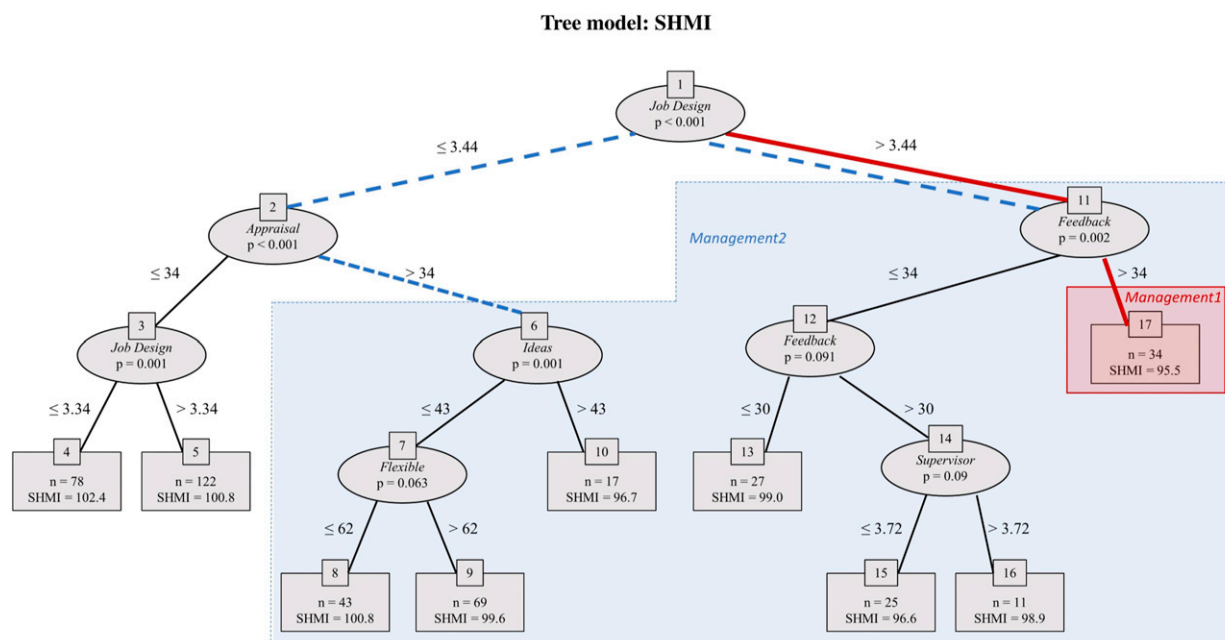 Tree model: SHMI
1
Job Design
p < 0.001
≤ 3.44
> 3.44
2
Appraisal
p < 0.001
11
Feedback
p = 0.002
Management2
≤ 34
> 34
≤ 34
> 34
Management1
3
Job Design
p = 0.001
6
Ideas
p = 0.001
12
Feedback
p = 0.091
17
n = 34
SHMI = 95.5
≤ 3.34
> 3.34
≤ 43
> 43
≤ 30
> 30
4
n = 78
SHMI = 102.4
5
n = 122
SHMI = 100.8
7
Flexible
p = 0.063
10
n = 17
SHMI = 96.7
13
n = 27
SHMI = 99.0
14
Supervisor
p = 0.09
≤ 62
> 62
≤ 3.72
> 3.72
8
n = 43
SHMI = 100.8
9
n = 69
SHMI = 99.6
15
n = 25
SHMI = 96.6
16
n = 11
SHMI = 98.9